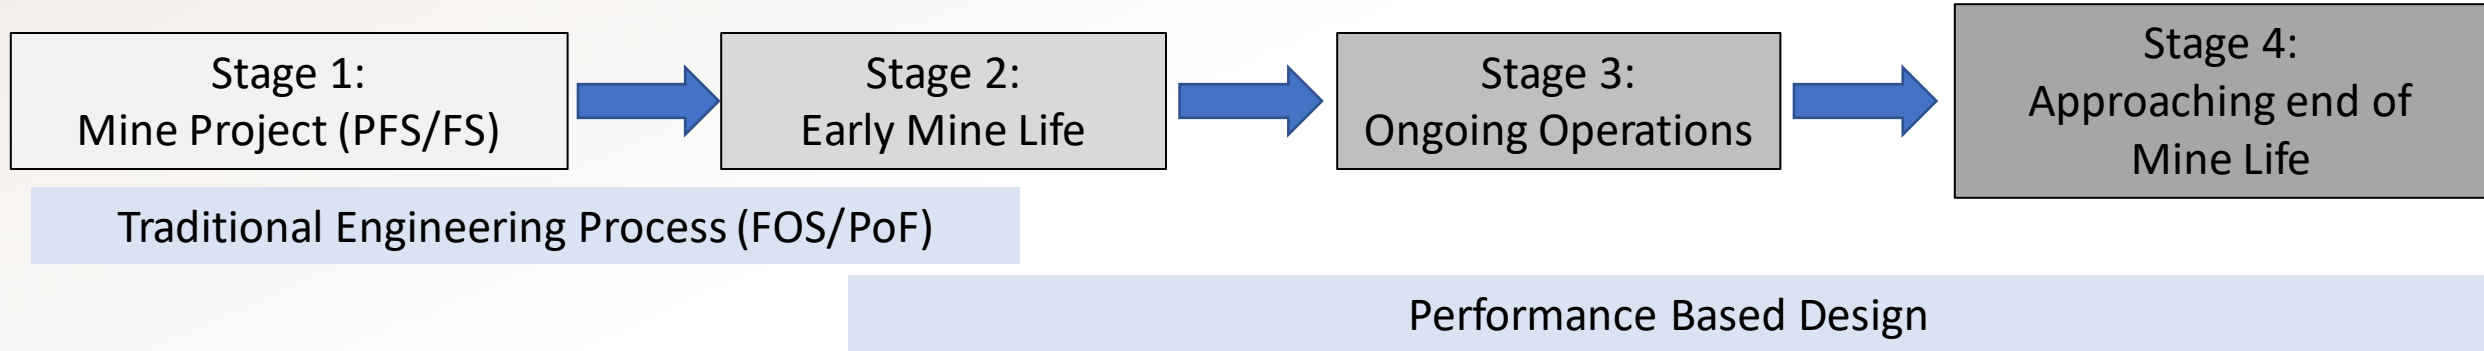 Stage 1:
Mine Project (PFS/FS)
Stage 2:
Early Mine Life
Stage 3:
Ongoing Operations
Stage 4:
Approaching end of
Mine Life
Traditional Engineering Process (FOS/PoF)
Performance Based Design